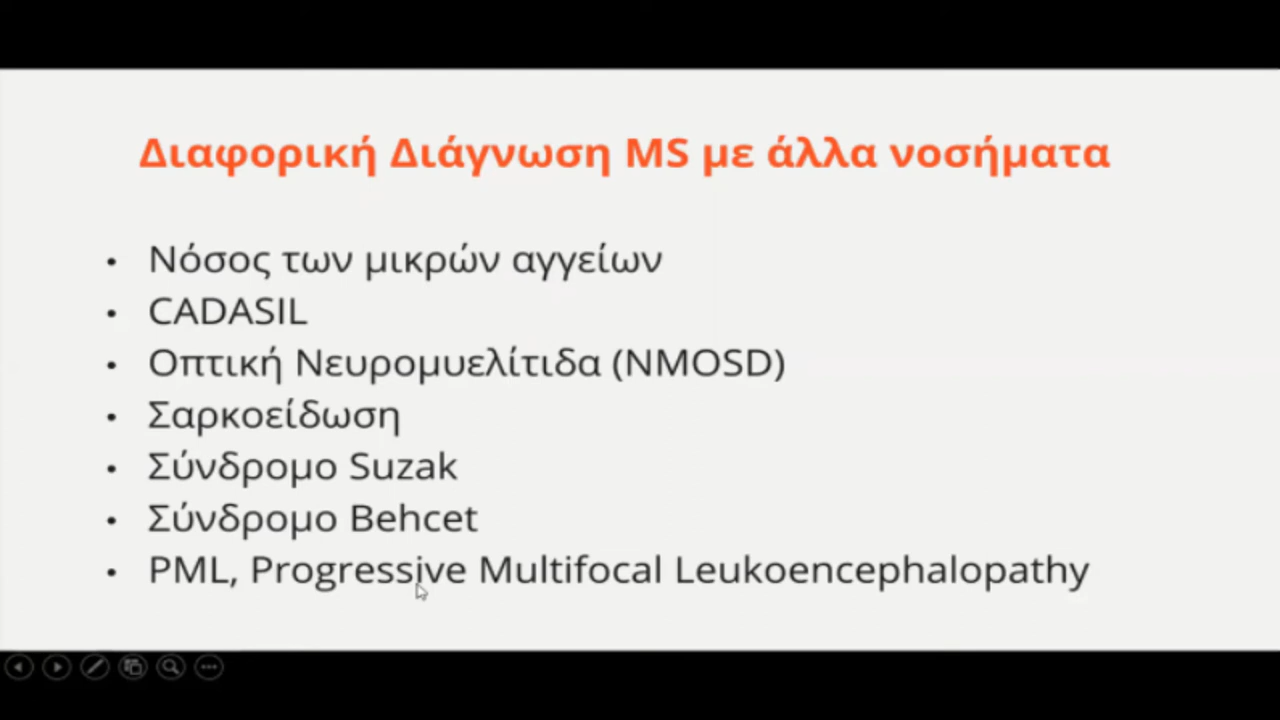 Διαφορική Διάγνωση MS με άλλα νοσήματα
• Νόσος των μικρών αγγείων
• CADASIL
• Οπτική Νευρομυελίτιδα (NMOSD)
• Σαρκοείδωση
• Σύνδρομο Suzak
• Σύνδρομο Behcet
• PML, Progressive Multifocal Leukoencephalopathy